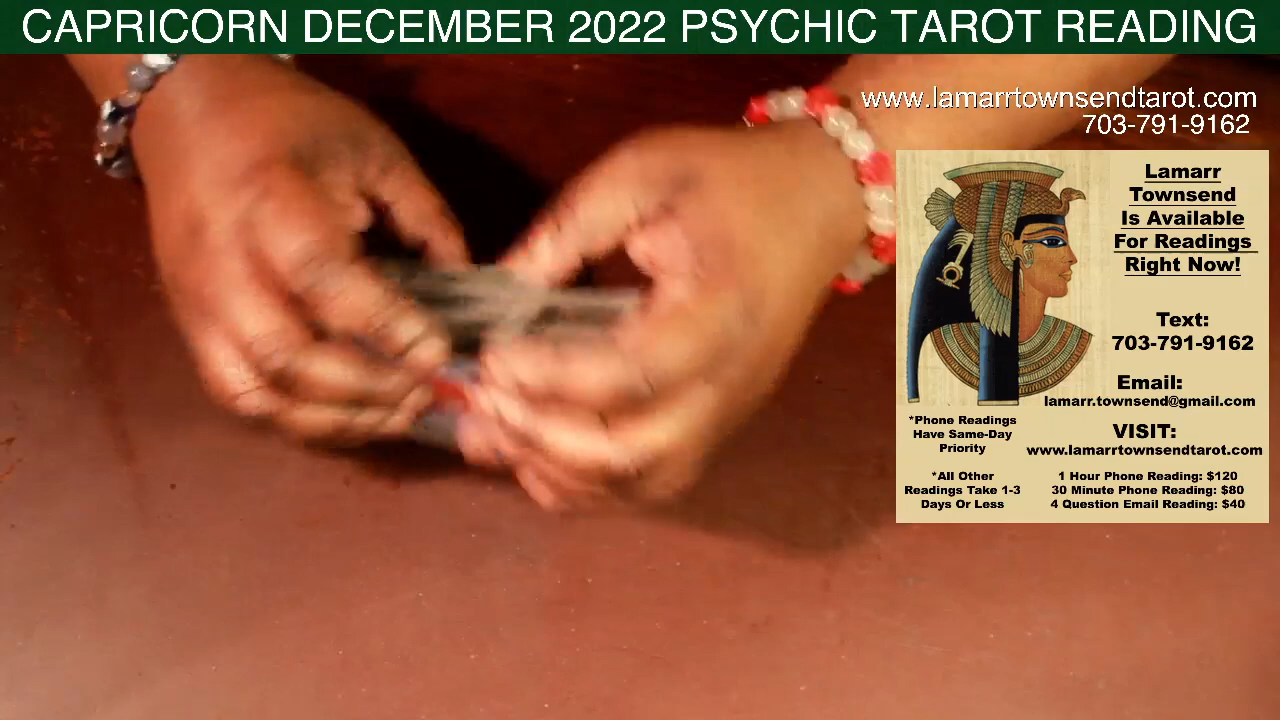 CAPRICORN DECEMBER 2022 PSYCHIC TAROT READING
www.lamarrtownsendtarot.com
703-791-9162
Lamarr
Townsend
Is Available
For Readings
Right Now!
Text:
703-791-9162
Email:
lamarr.townsend@gmail.com
*Phone Readings
Have Same-Day
Priority
VISIT:
www.lamarrtownsendtarot.com
*All Other
Readings Take 1-3
Days Or Less
1 Hour Phone Reading: $120
30 Minute Phone Reading: $80
4 Question Email Reading: $40